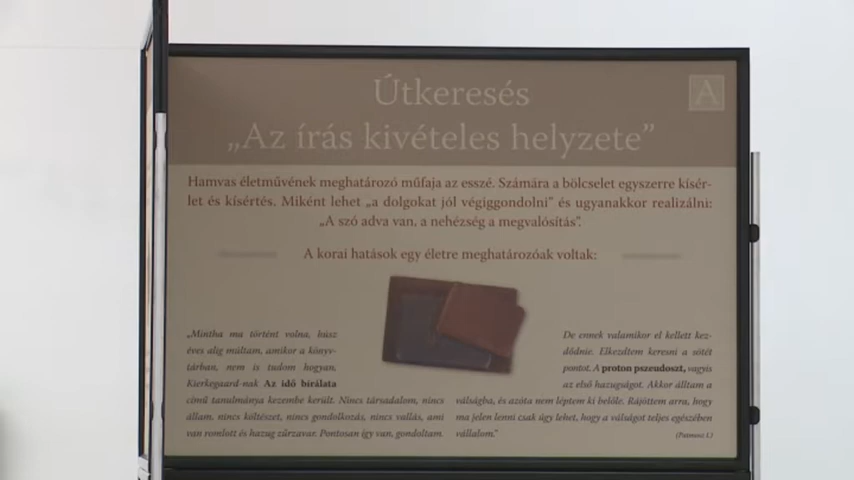 Útkeresés
A
„Az írás kivételes helyzete”
Hamvas életművének meghatározó műfaja az esszé. Számára a bölcselet egyszerre kísér-
let és kísértés. Miként lehet „a dolgokat jól végiggondolni” és ugyanakkor realizálni:
„A szó adva van, a nehézség a megvalósítás”.
A korai hatások egy életre meghatározóak voltak:
„Mintha ma történt volna, húsz
éves alig múltam, amikor a könyv-
tárban, nem is tudom hogyan,
Kierkegaard-nak Az idő bírálata
című tanulmánya kezembe került. Nincs társadalom, nincs
állam, nincs költészet, nincs gondolkozás, nincs vallás, ami
van romlott és hazug zűrzavar. Pontosan így van, gondoltam.
De ennek valamikor el kellett kez-
dődnie. Elkezdtem keresni a sötét
pontot. A proton pszeudoszt, vagyis
az első hazugságot. Akkor álltam a
válságba, és azóta nem léptem ki belőle. Rájöttem arra, hogy
ma jelen lenni csak úgy lehet, hogy a válságot teljes egészében
vállalom.”
(Patmosz I.)